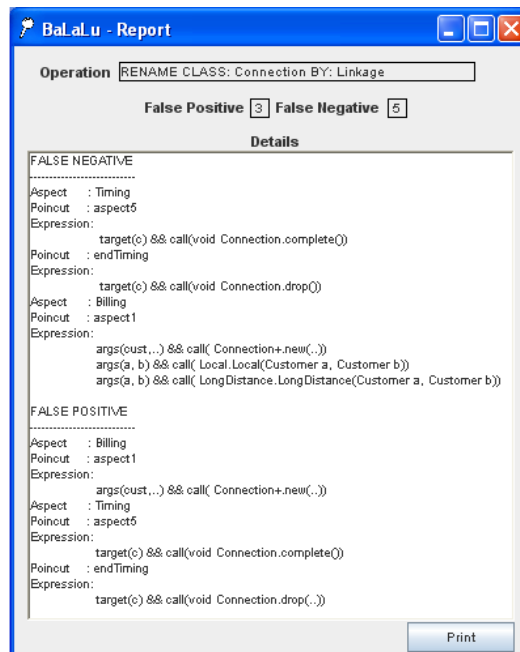 BaLaLu - Report
Operation RENAME CLASS: Connection BY: Linkage
False Positive 3 False Negative 5
Details
FALSE NEGATIVE
--------------------------
Aspect : Timing
Poincut : aspect5
Expression:
target(c) && call(void Connection.complete())
Poincut : endTiming
Expression:
target(c) && call(void Connection.drop())
Aspect : Billing
Poincut : aspect1
Expression:
args(cust,..) && call( Connection+.new(..))
args(a, b) && call( Local.Local(Customer a, Customer b))
args(a, b) && call( LongDistance.LongDistance(Customer a, Customer b))
FALSE POSITIVE
--------------------------
Aspect : Billing
Poincut : aspect1
Expression:
args(cust,..) && call( Connection+.new(..))
Aspect : Timing
Poincut : aspect5
Expression:
target(c) && call(void Connection.complete())
Poincut : endTiming
Expression:
target(c) && call(void Connection.drop(..))
Print